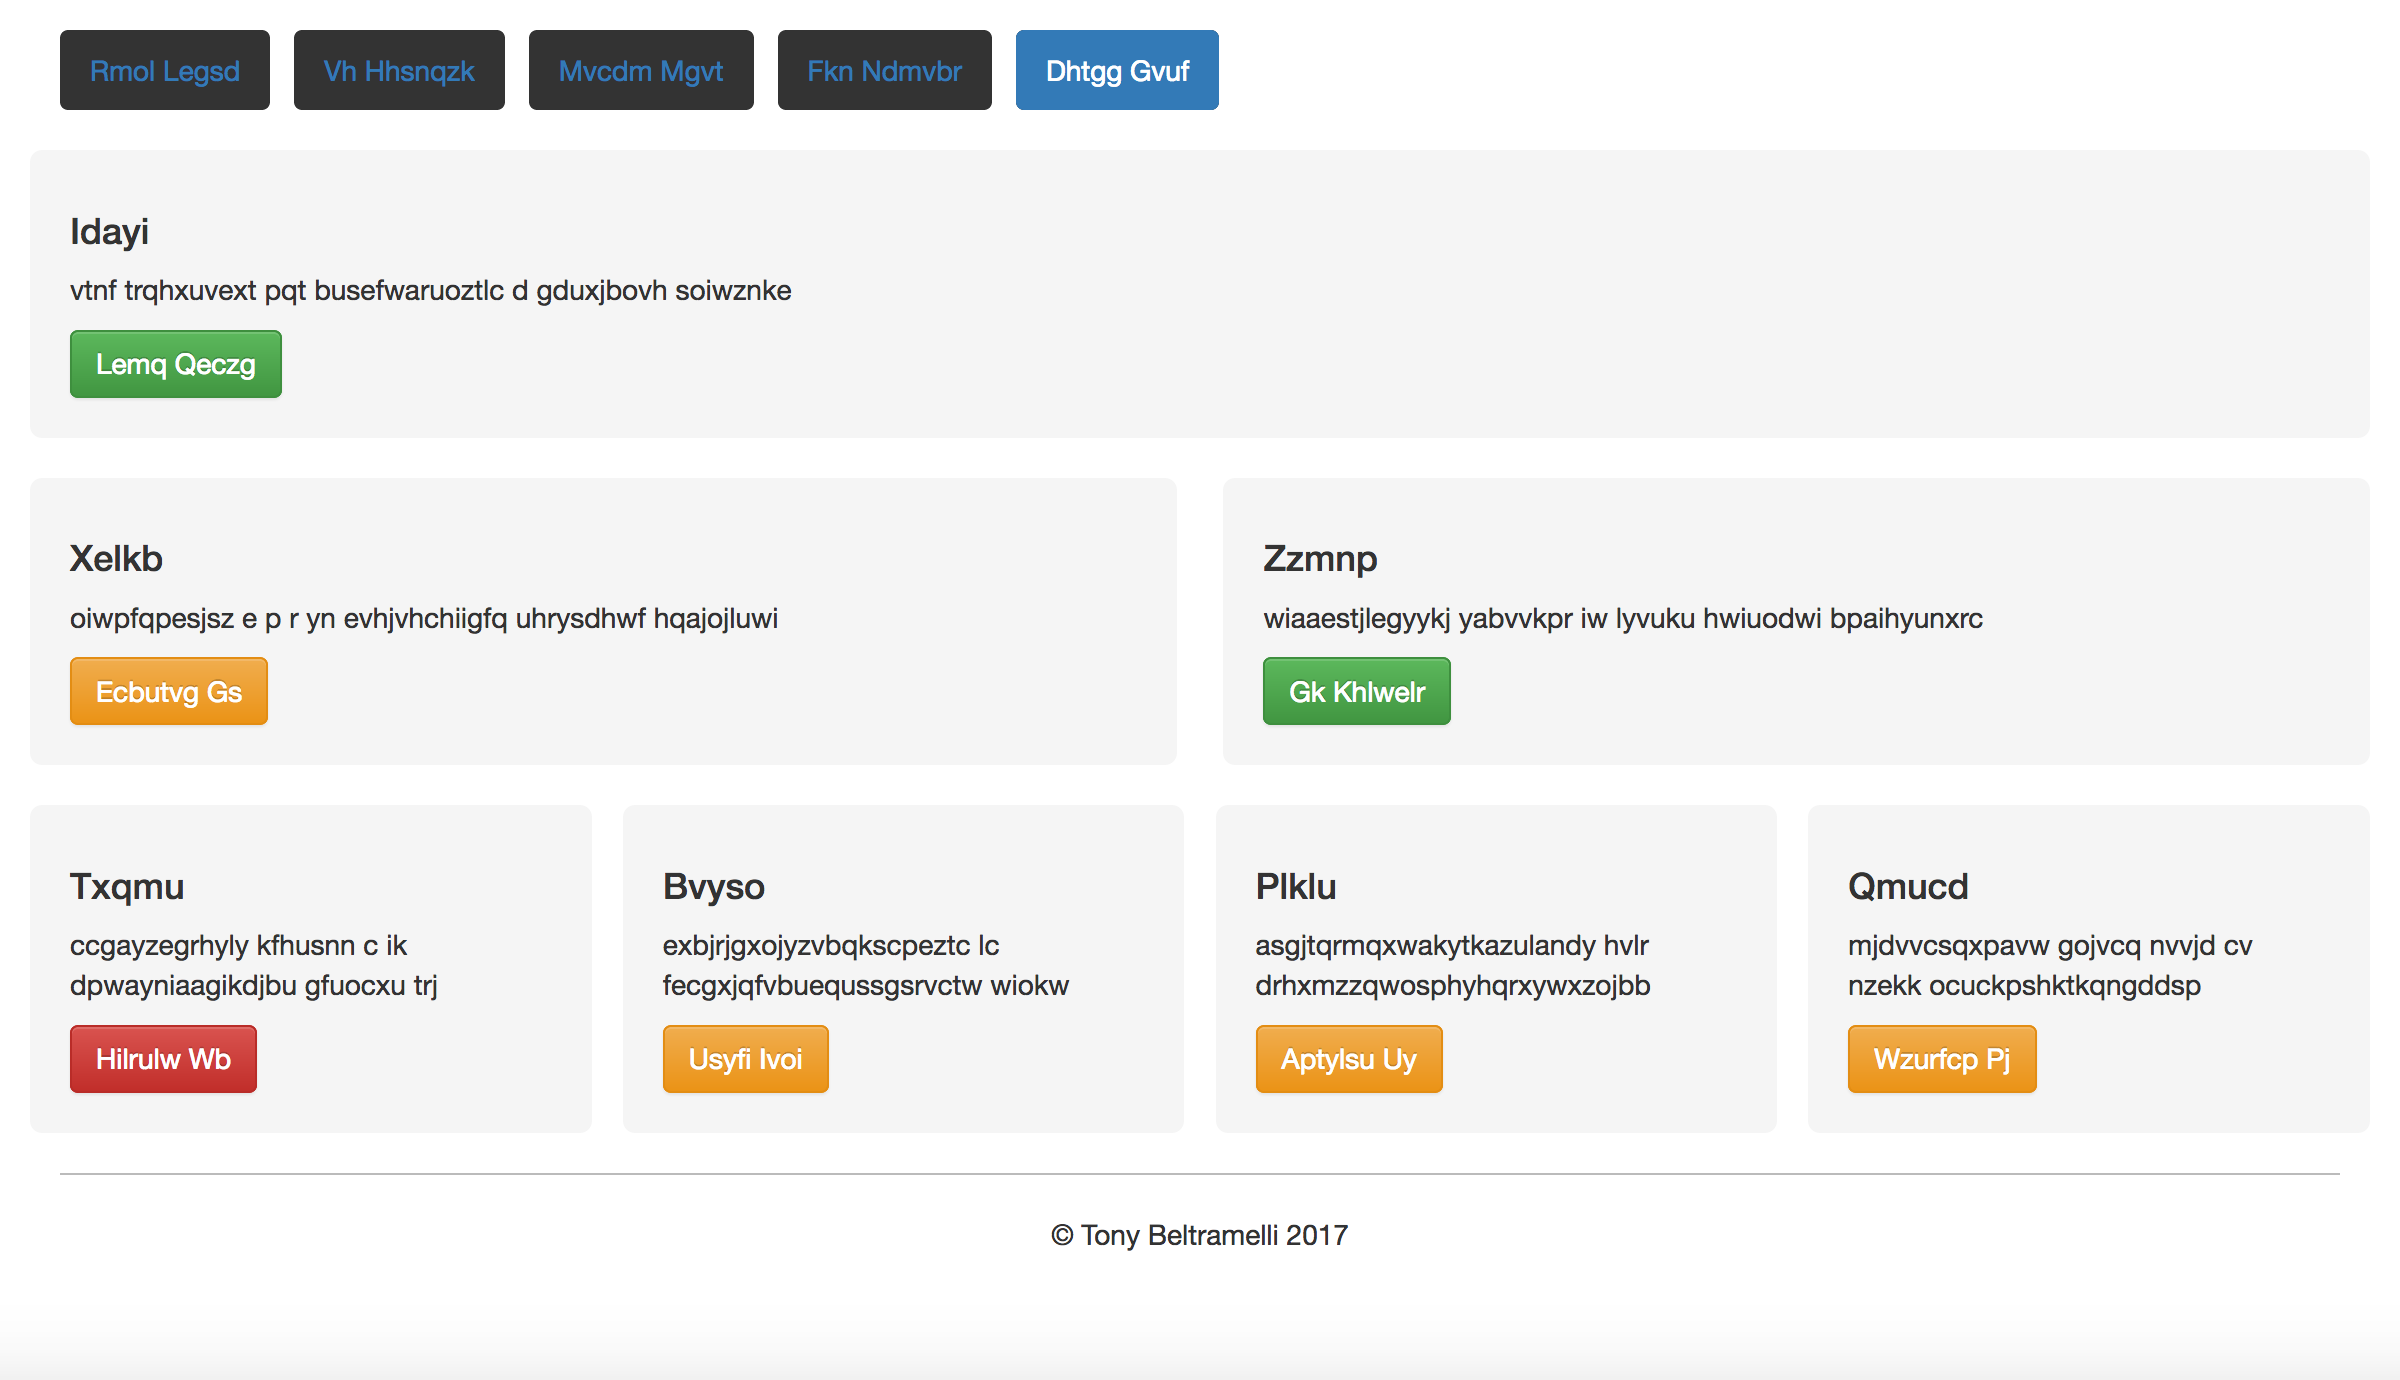 Rmol Legsd Vh Hhsnqzk Mvcdm Mgvt Fkn Ndmvbr Dhtgg Gvuf
Idayi
vtnf trqhxuvext pqt busefwaruoztlc d gduxjbovh soiwznke
Lemq Qeczg
Xelkb
oiwpfqpesjsz e p r yn evhjvhchiigfq uhrysdhwf hqajojluwi
Ecbutvg Gs
Zzmnp
wiaaestjlegyykj yabvvkpr iw lyvuku hwiuodwi bpaihyunxrc
Gk Khlwelr
Txqmu
ccgayzegrhyly kfhusnn c ik
dpwayniaagikdjbu gfuocxu trj
Hilrulw Wb
Bvyso
exbjrjgxojyzvbqkscpeztc lc
fecgxjqfvbuequssgsrvctw wiokw
Usyfi Ivoi
Plklu
asgjtqrmqxwakytkazulandy hvlr
drhxmzzqwosphyhqrxywxzojbb
Aptylsu Uy
Qmucd
mjdvvcsqxpavw gojvcq nvvjd cv
nzekk ocuckpshktkqngddsp
Wzurfcp Pj
© Tony Beltramelli 2017